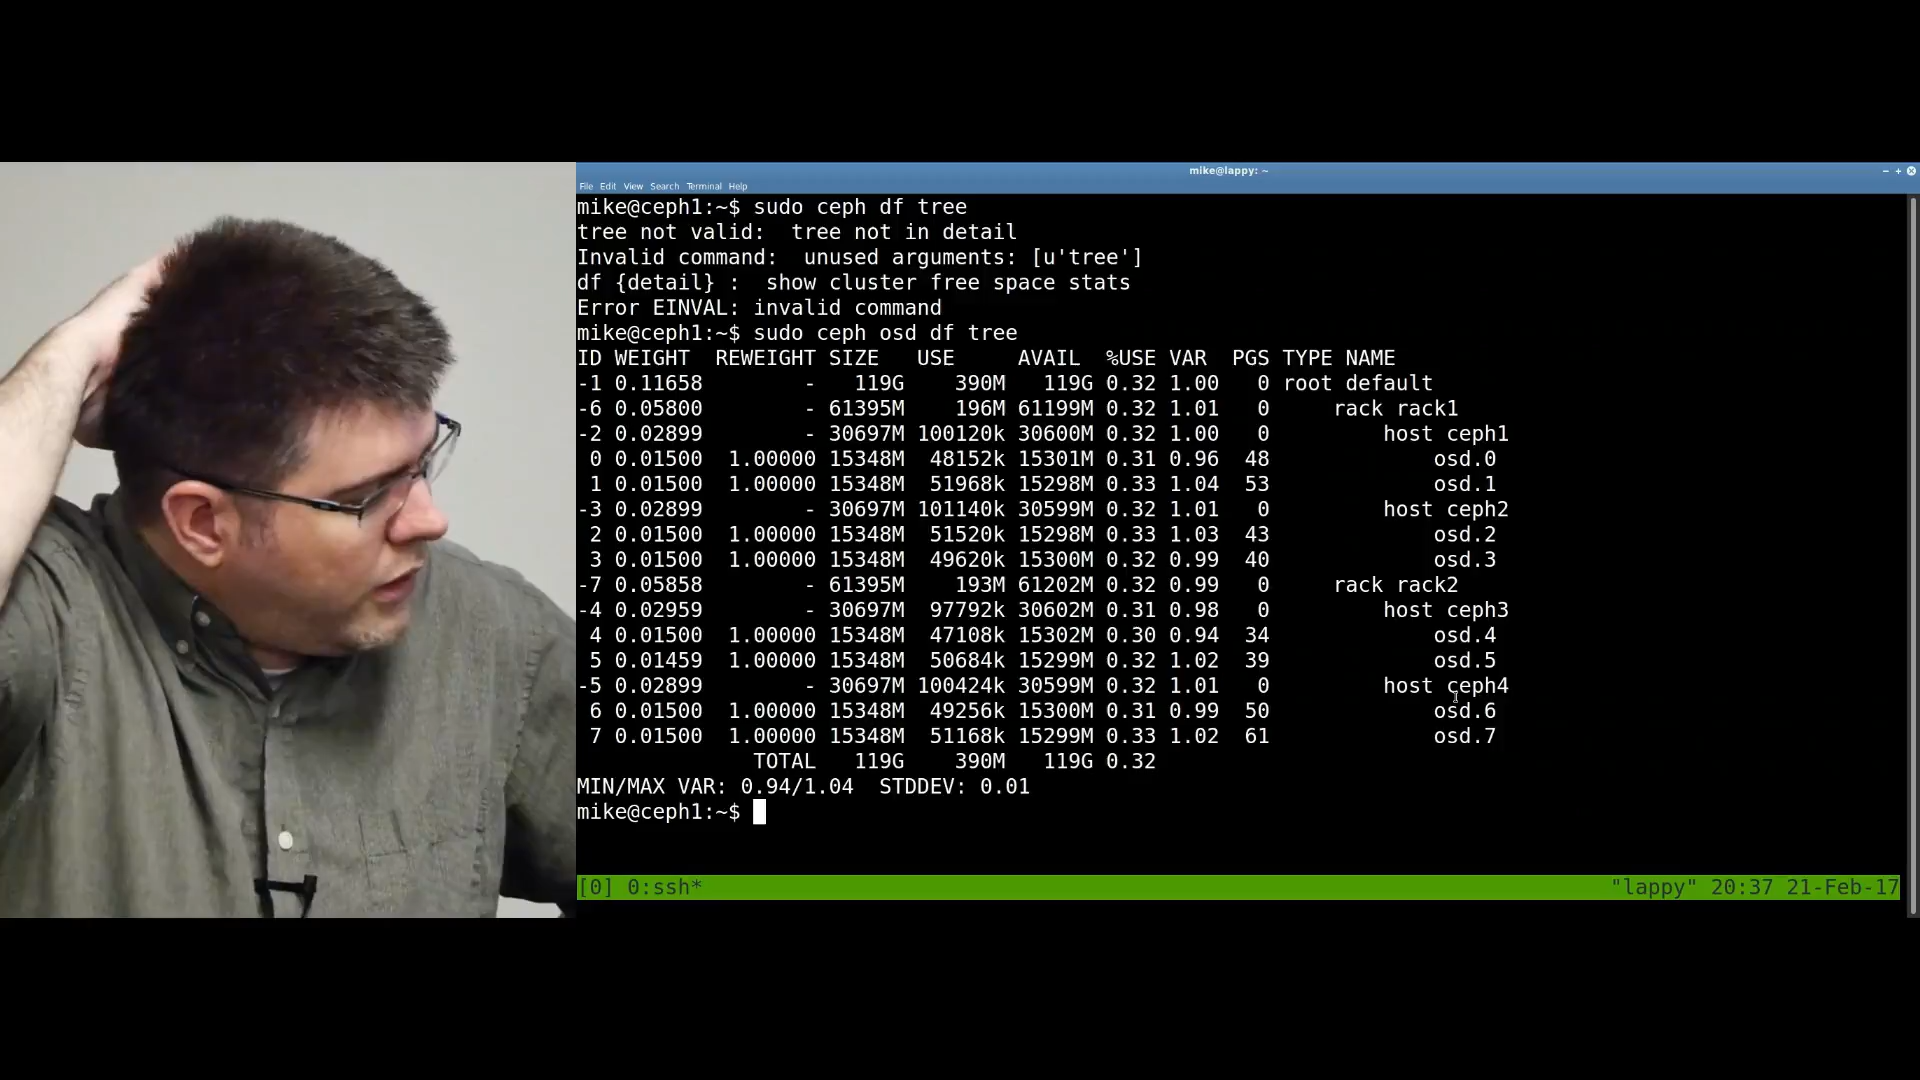 mike@lappy: ~
File Edit View Search Terminal Help
mike@ceph1:~$ sudo ceph df tree
tree not valid:  tree not in detail
Invalid command:  unused arguments: [u'tree']
df {detail} :  show cluster free space stats
Error EINVAL: invalid command
mike@ceph1:~$ sudo ceph osd df tree
ID WEIGHT  REWEIGHT SIZE   USE     AVAIL  %USE VAR  PGS TYPE NAME
-1 0.11658        -   119G    390M   119G 0.32 1.00   0 root default
-6 0.05800        - 61395M    196M 61199M 0.32 1.01   0     rack rack1
-2 0.02899        - 30697M 100120k 30600M 0.32 1.00   0         host ceph1
 0 0.01500  1.00000 15348M  48152k 15301M 0.31 0.96  48             osd.0
 1 0.01500  1.00000 15348M  51968k 15298M 0.33 1.04  53             osd.1
-3 0.02899        - 30697M 101140k 30599M 0.32 1.01   0         host ceph2
 2 0.01500  1.00000 15348M  51520k 15298M 0.33 1.03  43             osd.2
 3 0.01500  1.00000 15348M  49620k 15300M 0.32 0.99  40             osd.3
-7 0.05858        - 61395M    193M 61202M 0.32 0.99   0     rack rack2
-4 0.02959        - 30697M  97792k 30602M 0.31 0.98   0         host ceph3
 4 0.01500  1.00000 15348M  47108k 15302M 0.30 0.94  34             osd.4
 5 0.01459  1.00000 15348M  50684k 15299M 0.32 1.02  39             osd.5
-5 0.02899        - 30697M 100424k 30599M 0.32 1.01   0         host ceph4
 6 0.01500  1.00000 15348M  49256k 15300M 0.31 0.99  50             osd.6
 7 0.01500  1.00000 15348M  51168k 15299M 0.33 1.02  61             osd.7
              TOTAL   119G    390M   119G 0.32
MIN/MAX VAR: 0.94/1.04  STDDEV: 0.01
mike@ceph1:~$
[0] 0:ssh* "lappy" 20:37 21-Feb-17